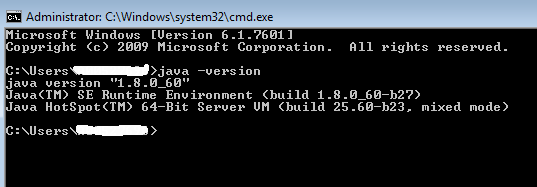 Administrator: C:\Windows\system32\cmd.exe
Microsoft Windows [Version 6.1.7601]
Copyright (c) 2009 Microsoft Corporation.  All rights reserved.
C:\Users\>java -version
java version "1.8.0_60"
Java(TM) SE Runtime Environment (build 1.8.0_60-b27)
Java HotSpot(TM) 64-Bit Server VM (build 25.60-b23, mixed mode)
C:\Users\>